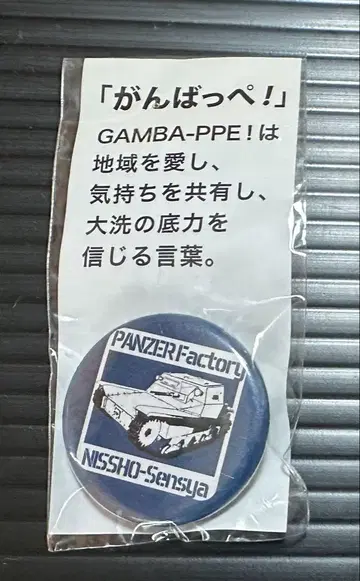 「がんばっぺ！」
GAMBA-PPE！は
地域を愛し、
気持ちを共有し、
大洗の底力を
信じる言葉。
PANZER Factory
NISSHO-Sensya